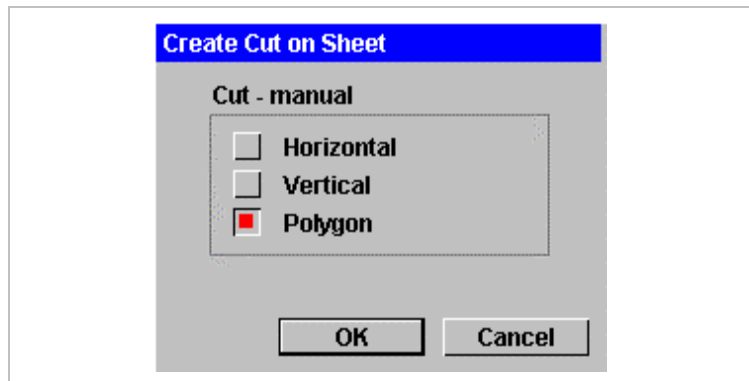 Create Cut on Sheet
Cut - manual
Horizontal
Vertical
Polygon
OK Cancel